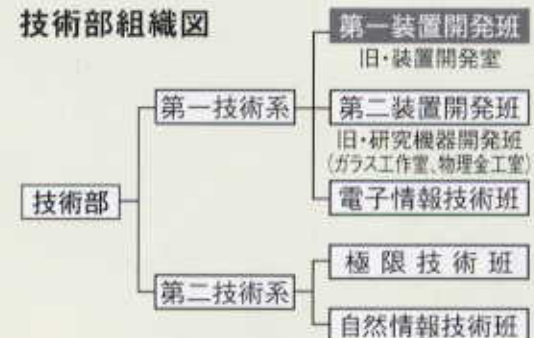 技術部組織図
技術部
第一技術系
第一装置開発班
旧・装置開発室
第二装置開発班
旧・研究機器開発班
(ガラス工作室、物理金工室)
電子情報技術班
第二技術系
極限技術班
自然情報技術班